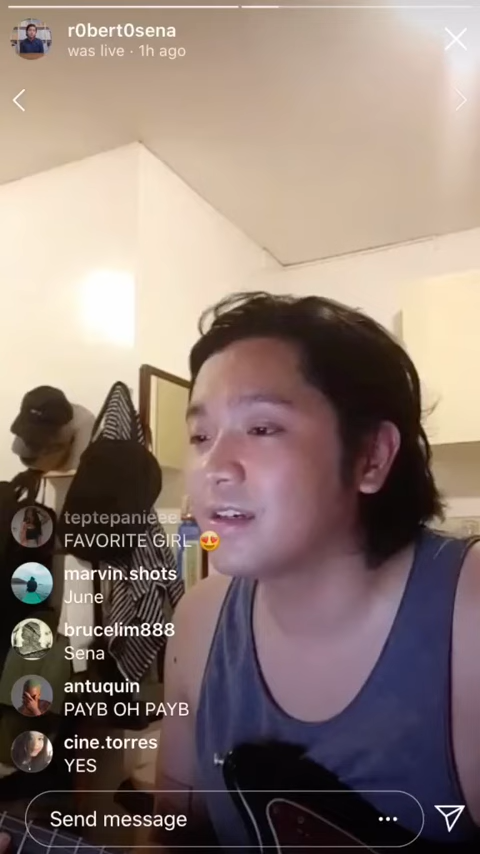 r0bert0sena
was live · 1h ago
teptepanieee
FAVORITE GIRL 😍
marvin.shots
June
brucelim888
Sena
antuquin
PAYB OH PAYB
cine.torres
YES
Send message